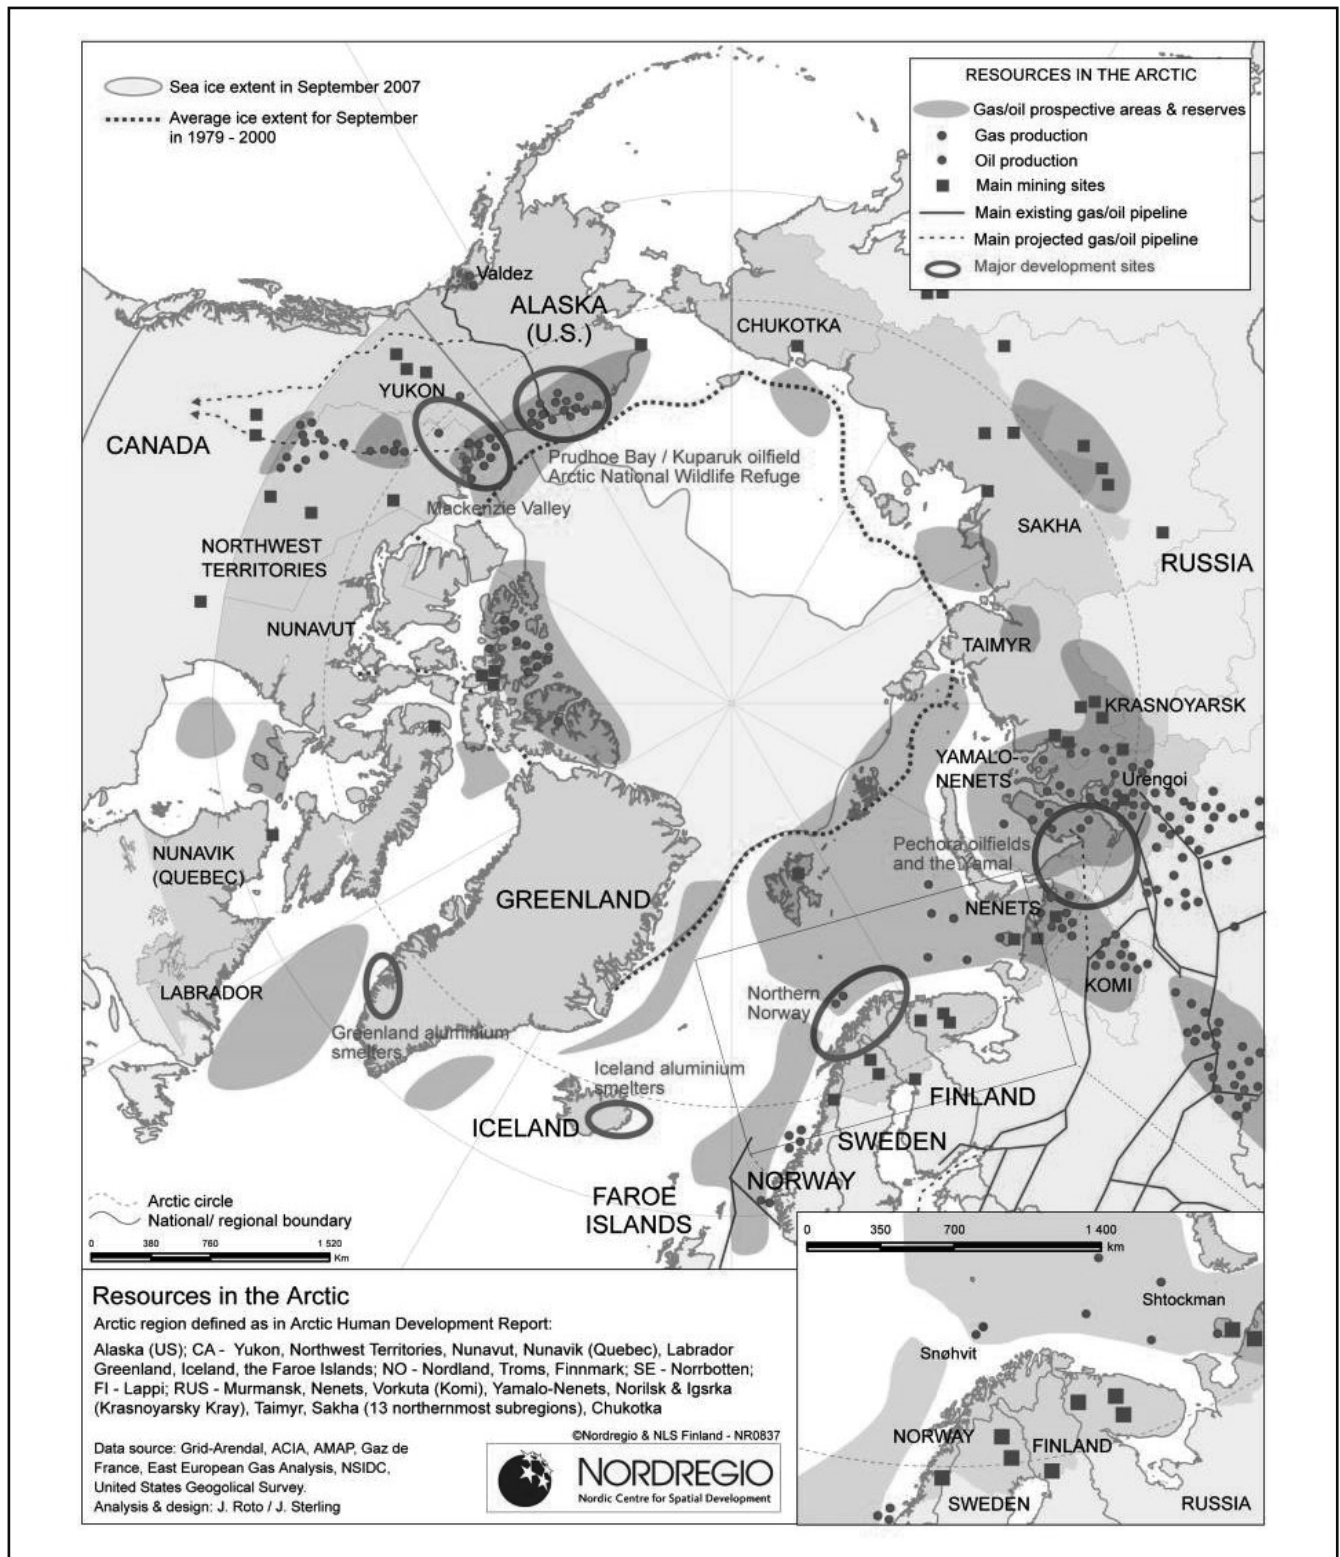 Sea ice extent in September 2007
Average ice extent for September
in 1979 - 2000
RESOURCES IN THE ARCTIC
Gas/oil prospective areas & reserves
Gas production
Oil production
Main mining sites
Main existing gas/oil pipeline
Main projected gas/oil pipeline
Major development sites
Valdez
ALASKA
(U.S.)
CHUKOTKA
YUKON
CANADA
Prudhoe Bay / Kuparuk oilfield
Arctic National Wildlife Refuge
Mackenzie Valley
SAKHA
NORTHWEST
TERRITORIES
RUSSIA
NUNAVUT
TAIMYR
KRASNOYARSK
YAMALO-
NENETS
Urengoi
Pechora oilfields
and the Yamal
NUNAVIK
(QUEBEC)
GREENLAND
NENETS
LABRADOR
Northern
Norway
KOMI
Greenland aluminium
smelters
Iceland aluminium
smelters
FINLAND
ICELAND
SWEDEN
NORWAY
FAROE
ISLANDS
Arctic circle
National/ regional boundary
0 380 760 1 520
Km
0 350 700 1 400
km
Shtockman
Snøhvit
NORWAY
FINLAND
SWEDEN
RUSSIA
Resources in the Arctic
Arctic region defined as in Arctic Human Development Report:
Alaska (US); CA - Yukon, Northwest Territories, Nunavut, Nunavik (Quebec), Labrador
Greenland, Iceland, the Faroe Islands; NO - Nordland, Troms, Finnmark; SE - Norrbotten;
FI - Lappi; RUS - Murmansk, Nenets, Vorkuta (Komi), Yamalo-Nenets, Norilsk & Igsrka
(Krasnoyarsky Kray), Taimyr, Sakha (13 northernmost subregions), Chukotka
©Nordregio & NLS Finland - NR0837
Data source: Grid-Arendal, ACIA, AMAP, Gaz de
France, East European Gas Analysis, NSIDC,
United States Geogolical Survey.
Analysis & design: J. Roto / J. Sterling
NORDREGIO
Nordic Centre for Spatial Development